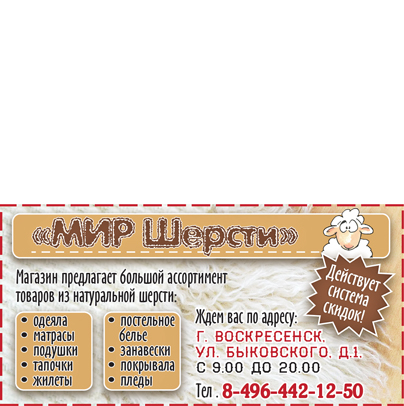 «МИР Шерсти»
Действует
система
скидок!
Магазин предлагает большой ассортимент
товаров из натуральной шерсти:
• одеяла
• матрасы
• подушки
• тапочки
• жилеты
• постельное
белье
• занавески
• покрывала
• пледы
Ждем вас по адресу:
Г. ВОСКРЕСЕНСК,
УЛ. БЫКОВСКОГО, Д.1.
С 9.00 ДО 20.00
Тел. 8-496-442-12-50